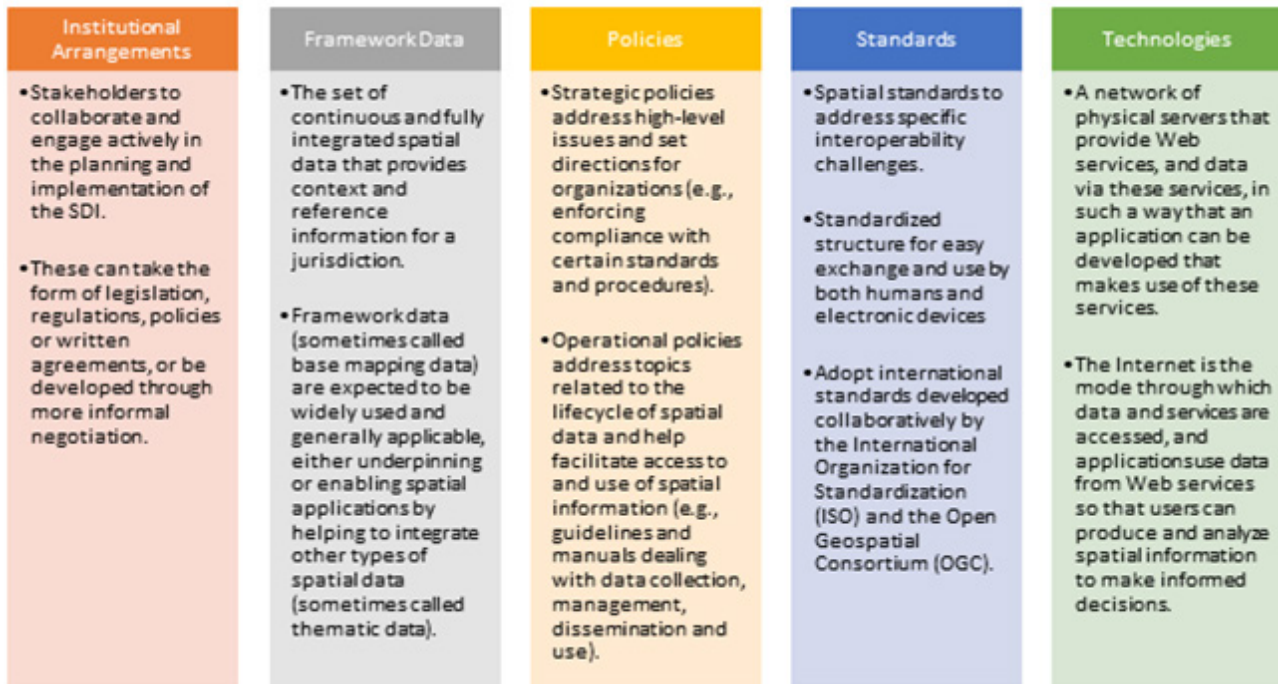 Institutional
Arrangements
•Stakeholders to
collaborate and
engage actively in
the planning and
implementation of
the SDI.
•These can take the
form of legislation,
regulations, policies
or written
agreements, or be
developed through
more informal
negotiation.
Framework Data
•The set of
continuous and fully
integrated spatial
data that provides
context and
reference
information for a
jurisdiction.
•Framework data
(sometimes called
base mapping data)
are expected to be
widely used and
generally applicable,
either underpinning
or enabling spatial
applications by
helping to integrate
other types of
spatial data
(sometimes called
thematic data).
Policies
•Strategic policies
address high-level
issues and set
directions for
organizations (e.g.,
enforcing
compliance with
certain standards
and procedures).
•Operational policies
address topics
related to the
lifecycle of spatial
data and help
facilitate access to
and use of spatial
information (e.g.,
guidelines and
manuals dealing
with data collection,
management,
dissemination and
use).
Standards
•Spatial standards to
address specific
interoperability
challenges.
•Standardized
structure for easy
exchange and use by
both humans and
electronic devices
•Adopt international
standards developed
collaboratively by
the International
Organization for
Standardization
(ISO) and the Open
Geospatial
Consortium (OGC).
Technologies
•A network of
physical servers that
provide Web
services, and data
via these services, in
such a way that an
application can be
developed that
makes use of these
services.
•The Internet is the
mode through which
data and services are
accessed, and
applications use data
from Web services
so that users can
produce and analyze
spatial information
to make informed
decisions.